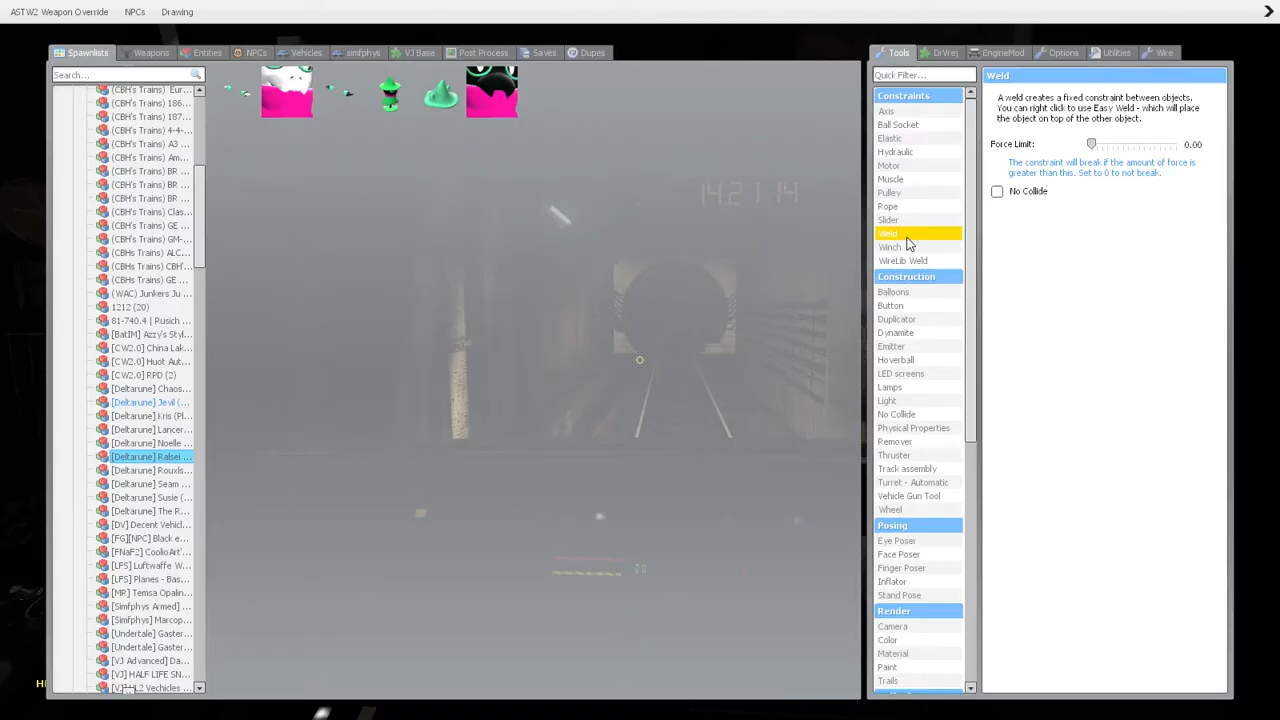 ASTW2 Weapon Override NPCs Drawing
Spawnlists Weapons Entities NPCs Vehicles simfphys VJ Base Post Process Saves Dupes
Search...
(CBH's Trains) Eur...
(CBH's Trains) 186...
(CBH's Trains) 187...
(CBH's Trains) 4-4-...
(CBH's Trains) A3 ...
(CBH's Trains) Am...
(CBH's Trains) BR ...
(CBH's Trains) BR ...
(CBH's Trains) BR ...
(CBH's Trains) Clas...
(CBH's Trains) GE ...
(CBH's Trains) GM-...
(CBHs Trains) ALC...
(CBHs Trains) CBH'...
(CBHs Trains) GE ...
(WAC) Junkers Ju ...
1212 (20)
81-740.4 | Rusich ...
[BatIM] Azzy's Styl...
[CW2.0] China Lak...
[CW2.0] Huot Aut...
[CW2.0] RPD (2)
[Deltarune] Chaos...
[Deltarune] Jevil (...
[Deltarune] Kris (Pl...
[Deltarune] Lancer...
[Deltarune] Noelle ...
[Deltarune] Ralsei ...
[Deltarune] Rouxls...
[Deltarune] Seam ...
[Deltarune] Susie (...
[Deltarune] The R...
[DV] Decent Vehicl...
[FG][NPC] Black e...
[FNaF2] CoolioArt'...
[LFS] Luftwaffe W...
[LFS] Planes - Bas...
[MR] Temsa Opalin...
[Simfphys Armed] ...
[Simfphys] Marcop...
[Undertale] Gaster...
[Undertale] Gaster...
[VJ Advanced] Da...
[VJ] HALF LIFE SN...
[VJ] HL2 Vechicles ...
14.21 14
Tools DrVrej EngineMod Options Utilities Wire
Quick Filter...
Constraints
Axis
Ball Socket
Elastic
Hydraulic
Motor
Muscle
Pulley
Rope
Slider
Weld
Winch
WireLib Weld
Construction
Balloons
Button
Duplicator
Dynamite
Emitter
Hoverball
LED screens
Lamps
Light
No Collide
Physical Properties
Remover
Thruster
Track assembly
Turret - Automatic
Vehicle Gun Tool
Wheel
Posing
Eye Poser
Face Poser
Finger Poser
Inflator
Stand Pose
Render
Camera
Color
Material
Paint
Trails
Weld
A weld creates a fixed constraint between objects.
You can right click to use Easy Weld - which will place
the object on top of the other object.
Force Limit: 0.00
The constraint will break if the amount of force is
greater than this. Set to 0 to not break.
No Collide